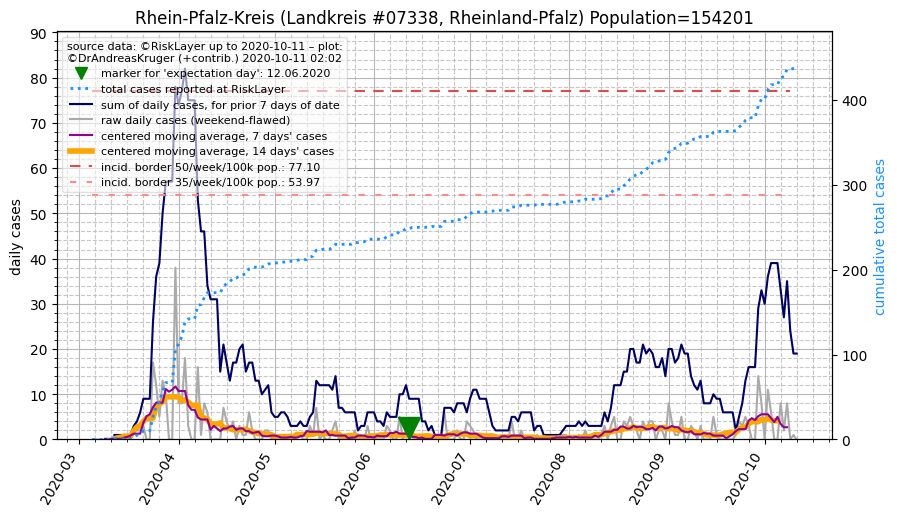 Rhein-Pfalz-Kreis (Landkreis #07338, Rheinland-Pfalz) Population=154201
source data: ©RiskLayer up to 2020-10-11 – plot:
©DrAndreasKruger (+contrib.) 2020-10-11 02:02
marker for 'expectation day': 12.06.2020
total cases reported at RiskLayer
sum of daily cases, for prior 7 days of date
raw daily cases (weekend-flawed)
centered moving average, 7 days' cases
centered moving average, 14 days' cases
incid. border 50/week/100k pop.: 77.10
incid. border 35/week/100k pop.: 53.97
daily cases
90
80
70
60
50
40
30
20
10
0
cumulative total cases
400
300
200
100
0
2020-03
2020-04
2020-05
2020-06
2020-07
2020-08
2020-09
2020-10